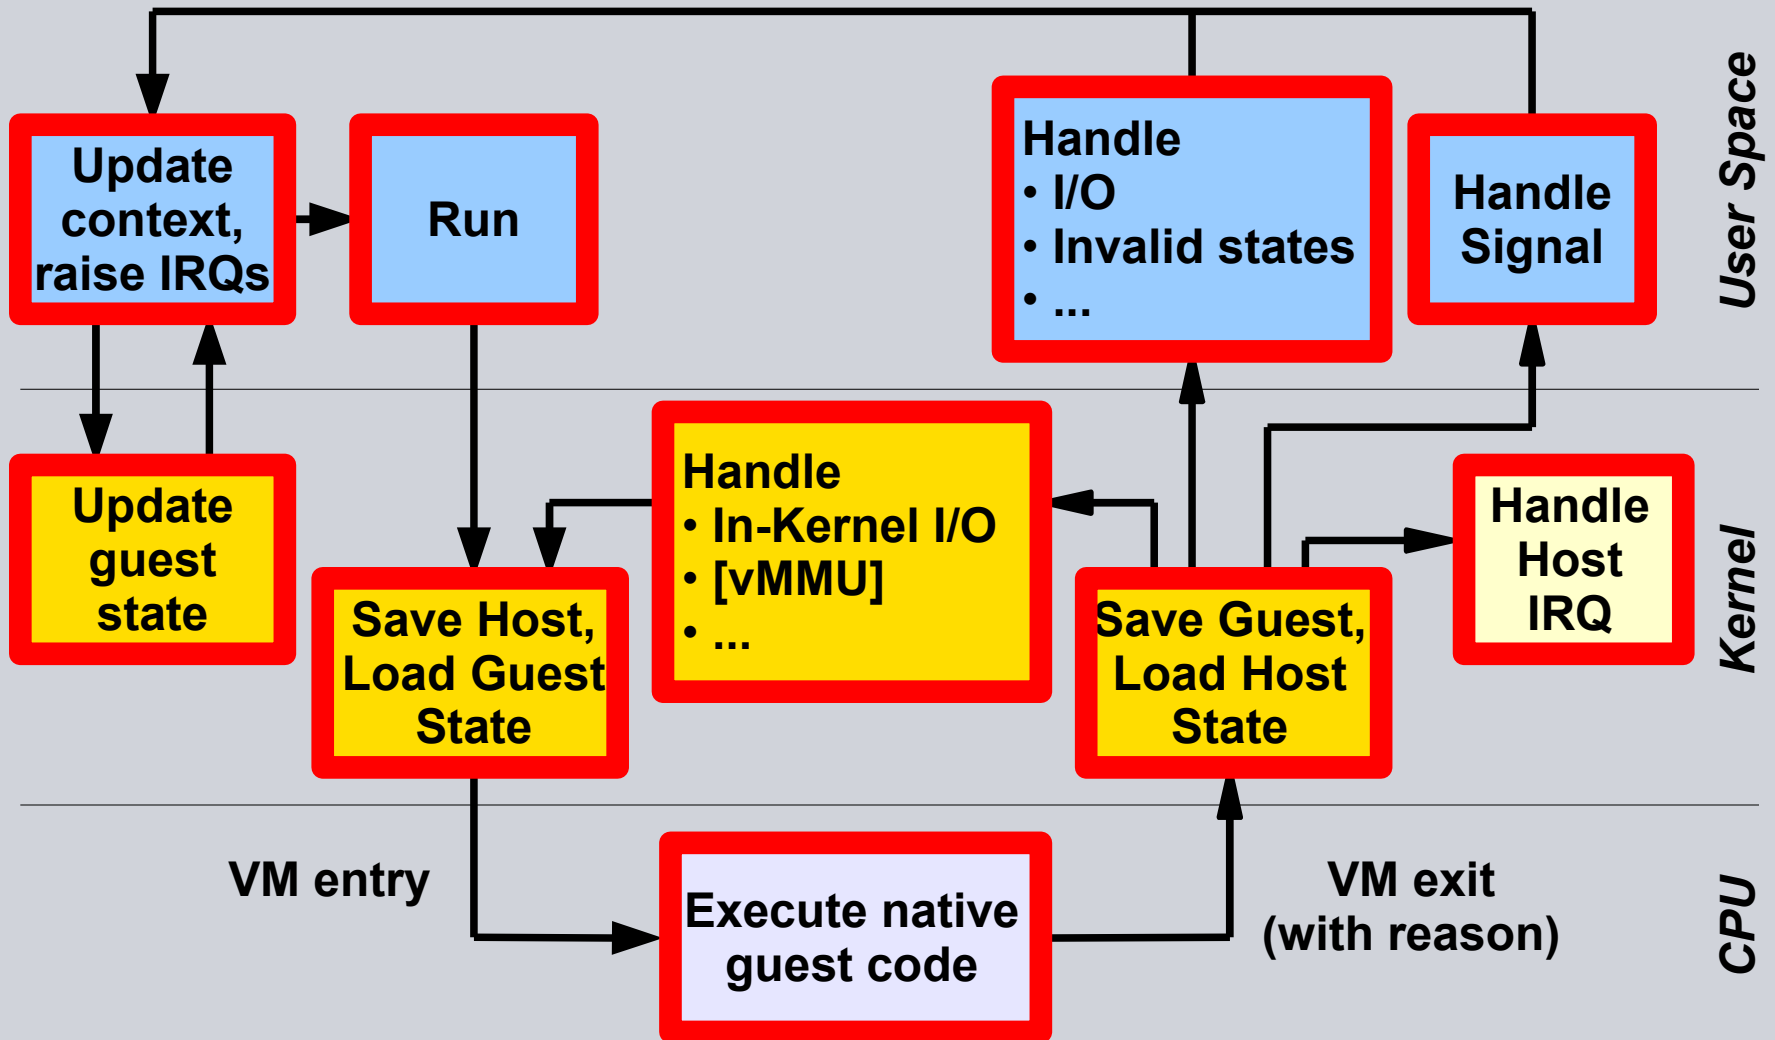 Update
context,
raise IRQs
Run
Handle
• I/O
• Invalid states
• ...
Handle
Signal
User Space
Update
guest
state
Save Host,
Load Guest
State
Handle
• In-Kernel I/O
• [vMMU]
• ...
Save Guest,
Load Host
State
Handle
Host
IRQ
Kernel
VM entry
Execute native
guest code
VM exit
(with reason)
CPU